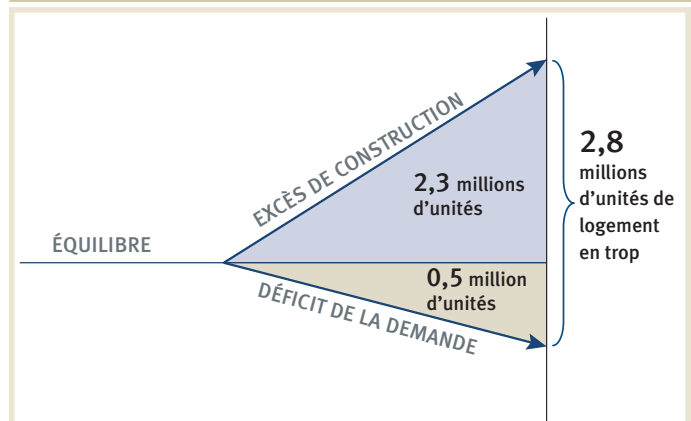 EXCÈS DE CONSTRUCTION
2,8
millions
d'unités de
logement
en trop
2,3 millions
d'unités
ÉQUILIBRE
0,5 million
d'unités
DÉFICIT DE LA DEMANDE